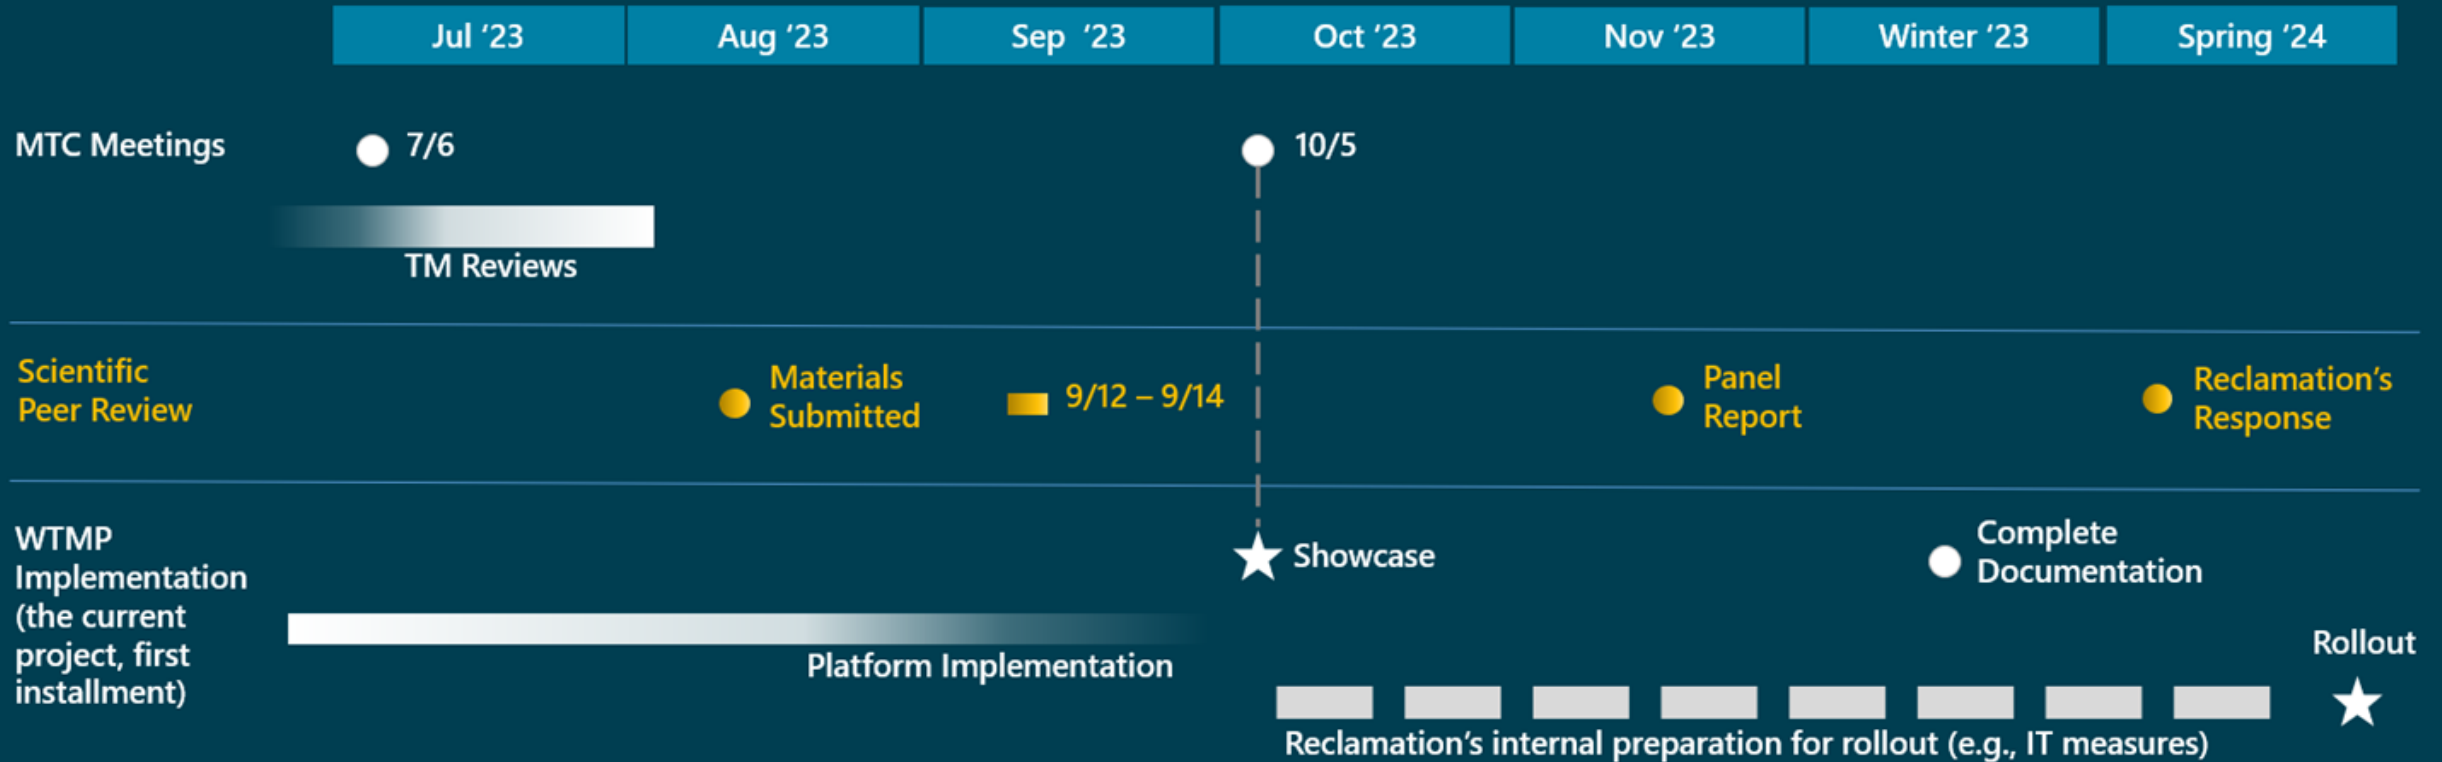 Jul ‘23
Aug ‘23
Sep ‘23
Oct ‘23
Nov ‘23
Winter ‘23
Spring ‘24
MTC Meetings
7/6
10/5
TM Reviews
Scientific
Peer Review
Materials
Submitted
9/12 – 9/14
Panel
Report
Reclamation’s
Response
WTMP
Implementation
(the current
project, first
installment)
Showcase
Complete
Documentation
Platform Implementation
Rollout
Reclamation’s internal preparation for rollout (e.g., IT measures)